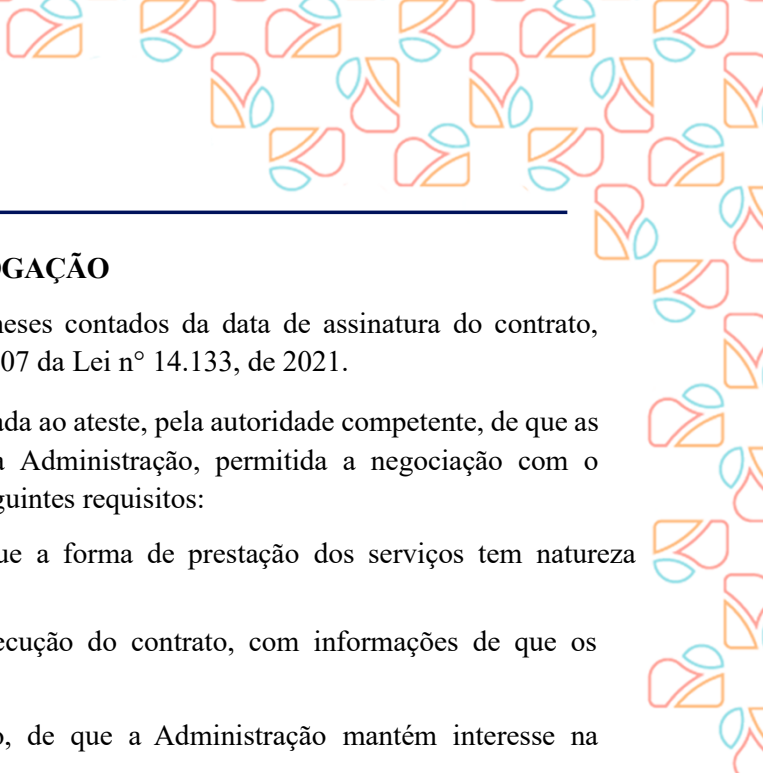 OGAÇÃO
meses contados da data de assinatura do contrato,
07 da Lei n° 14.133, de 2021.
ada ao ateste, pela autoridade competente, de que as
a Administração, permitida a negociação com o
guintes requisitos:
ue a forma de prestação dos serviços tem natureza
ecução do contrato, com informações de que os
o, de que a Administração mantém interesse na